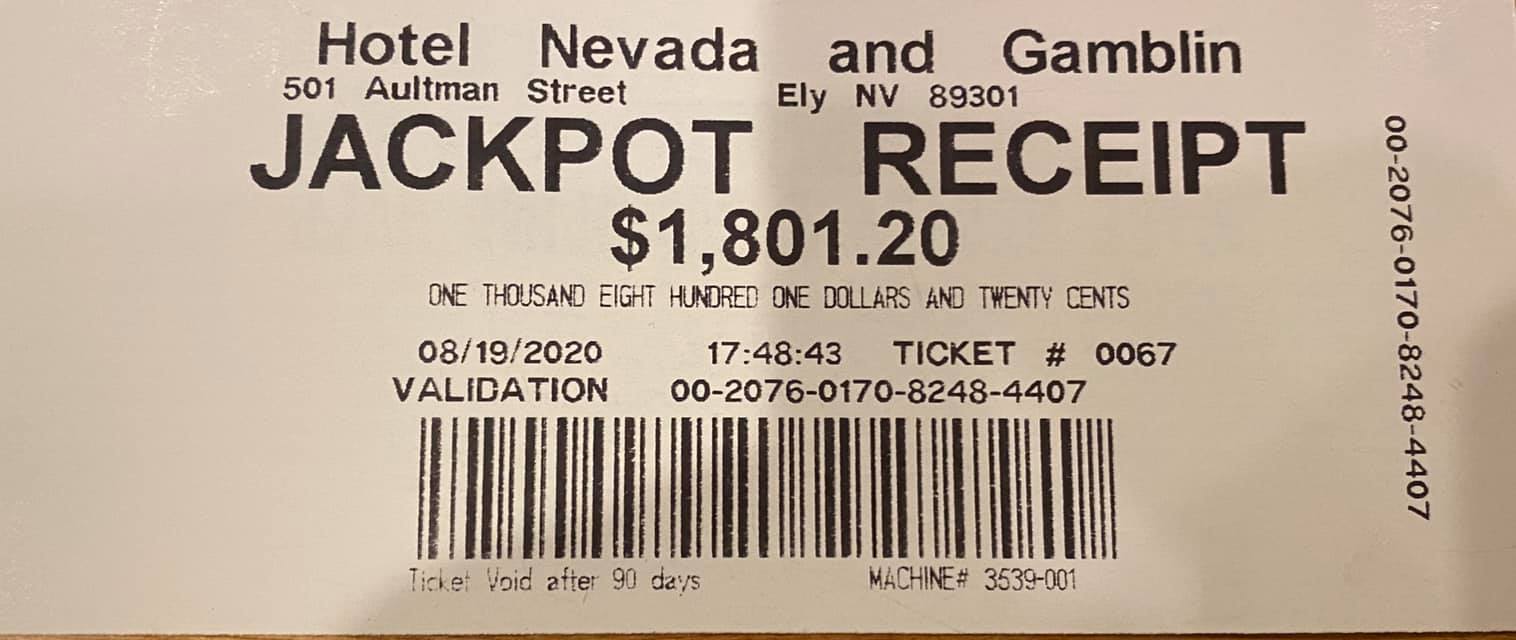 Hotel Nevada and Gamblin
501 Aultman Street Ely NV 89301
JACKPOT RECEIPT
$1,801.20
ONE THOUSAND EIGHT HUNDRED ONE DOLLARS AND TWENTY CENTS
08/19/2020 17:48:43 TICKET # 0067
VALIDATION 00-2076-0170-8248-4407
Ticket Void after 90 days MACHINE# 3539-001
00-2076-0170-8248-4407